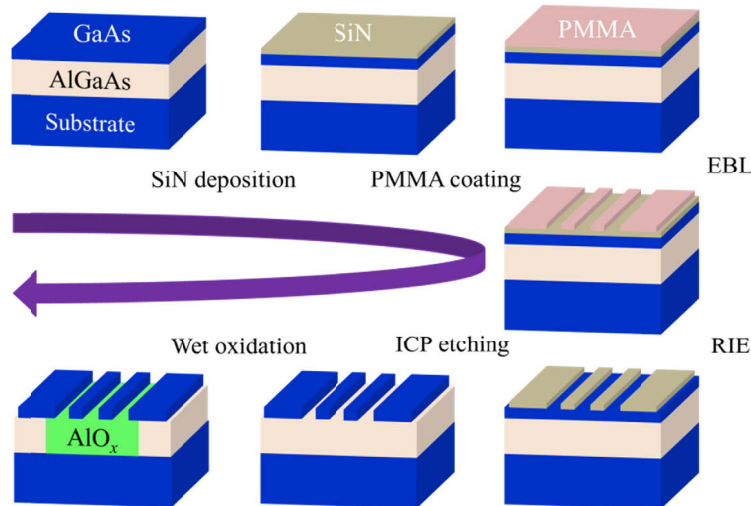 GaAs
SiN
PMMA
AlGaAs
Substrate
SiN deposition
PMMA coating
EBL
Wet oxidation
ICP etching
RIE
AlOₓ